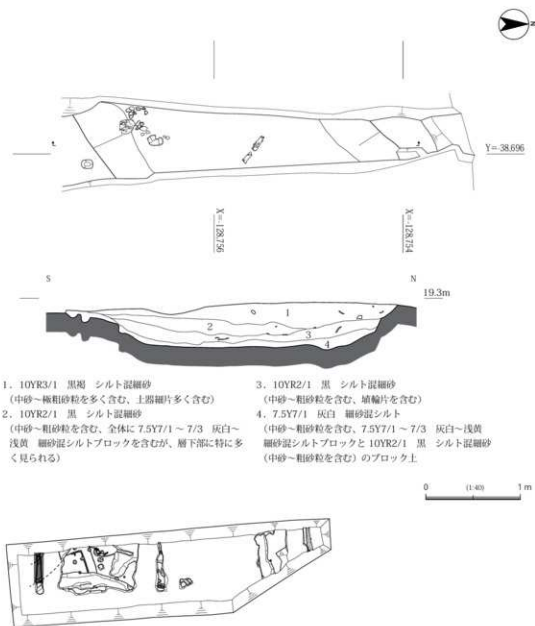 N
Y=-38.696
X=-128.756
X=-128.754
S
N
19.3m
1
2
3
4
1．10YR3/1 黒褐 シルト混細砂
（中砂～極粗砂粒を多く含む、土器細片多く含む）
2．10YR2/1 黒 シルト混細砂
（中砂～粗砂粒を含む、全体に 7.5Y7/1 ～ 7/3 灰白～
浅黄 細砂混シルトブロックを含むが、層下部に特に多
く見られる）
3．10YR2/1 黒 シルト混細砂
（中砂～粗砂粒を含む、埴輪片を含む）
4．7.5Y7/1 灰白 細砂混シルト
（中砂～粗砂粒を含む、7.5Y7/1 ～ 7/3 灰白～浅黄
細砂混シルトブロックと 10YR2/1 黒 シルト混細砂
（中砂～粗砂粒を含む）のブロック土
0 (1:40) 1 m